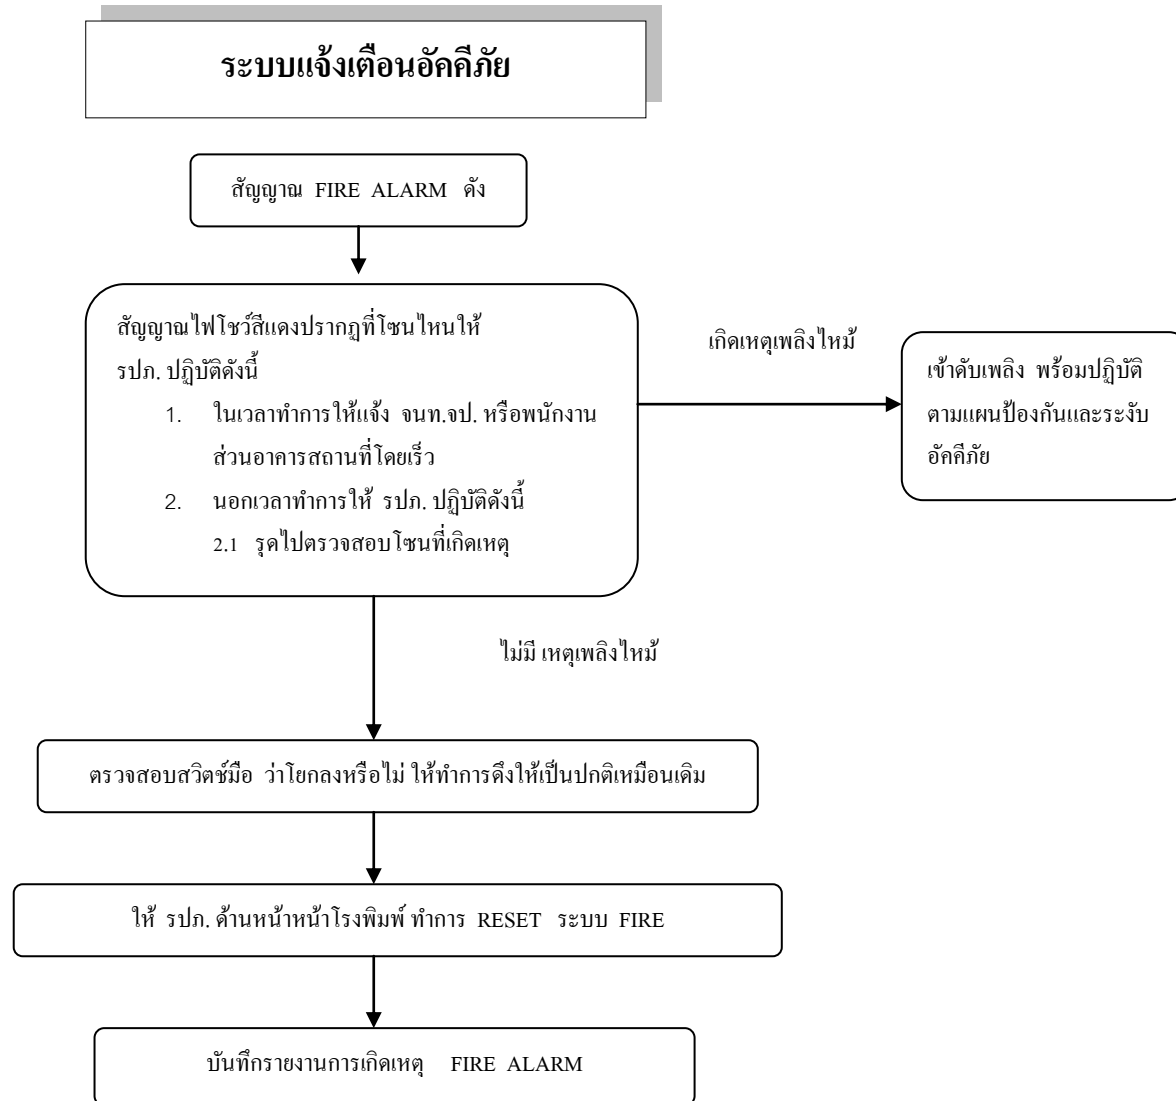 ระบบแจ้งเตือนอัคคีภัย
สัญญาณ FIRE ALARM ดัง
สัญญาณไฟโชว์สีแดงปรากฏที่โซนไหนให้
รปภ. ปฏิบัติดังนี้
1. ในเวลาทำการให้แจ้ง จนท.จป. หรือพนักงาน
ส่วนอาคารสถานที่โดยเร็ว
2. นอกเวลาทำการให้ รปภ. ปฏิบัติดังนี้
2.1 รุดไปตรวจสอบโซนที่เกิดเหตุ
เกิดเหตุเพลิงไหม้
เข้าดับเพลิง พร้อมปฏิบัติ
ตามแผนป้องกันและระงับ
อัคคีภัย
ไม่มี เหตุเพลิงไหม้
ตรวจสอบสวิตช์มือ ว่าโยกลงหรือไม่ ให้ทำการดึงให้เป็นปกติเหมือนเดิม
ให้ รปภ. ด้านหน้าหน้าโรงพิมพ์ ทำการ RESET ระบบ FIRE
บันทึกรายงานการเกิดเหตุ FIRE ALARM